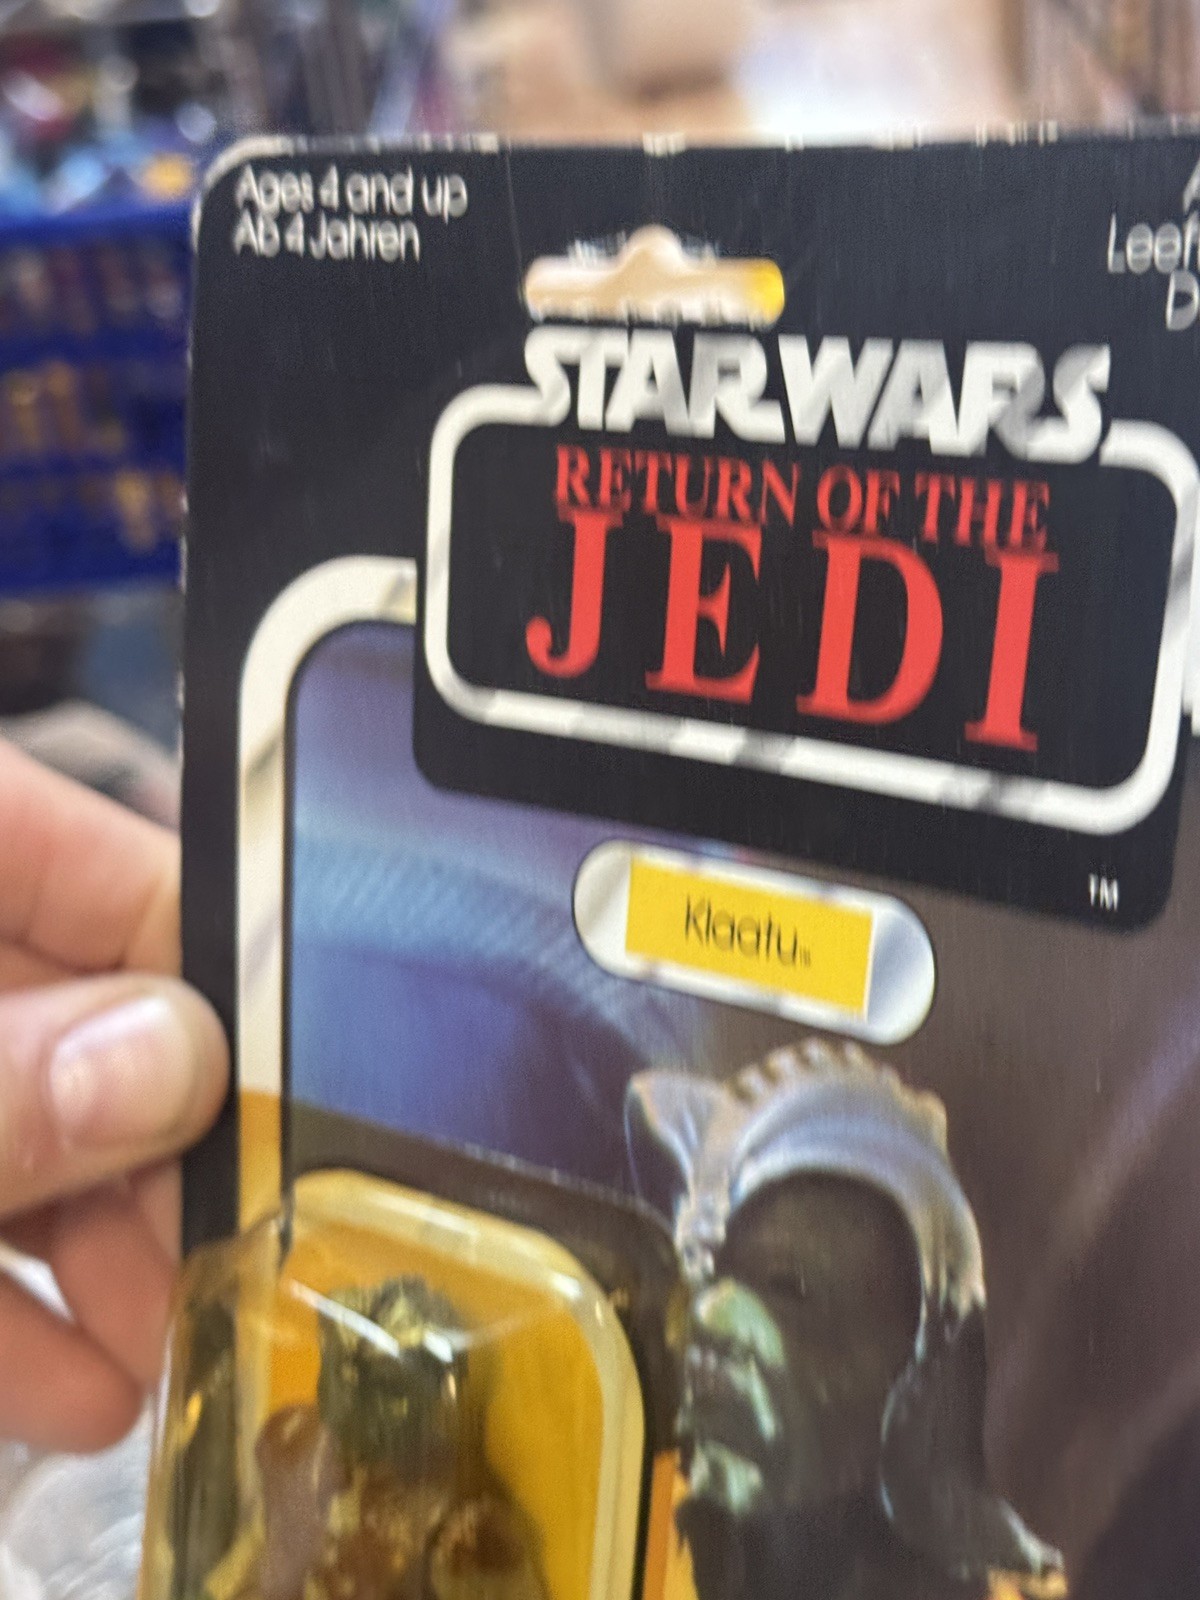 Ages 4 and up
Ab 4 Jahren
STAR WARS
RETURN OF THE
JEDI
TM
Klaatu